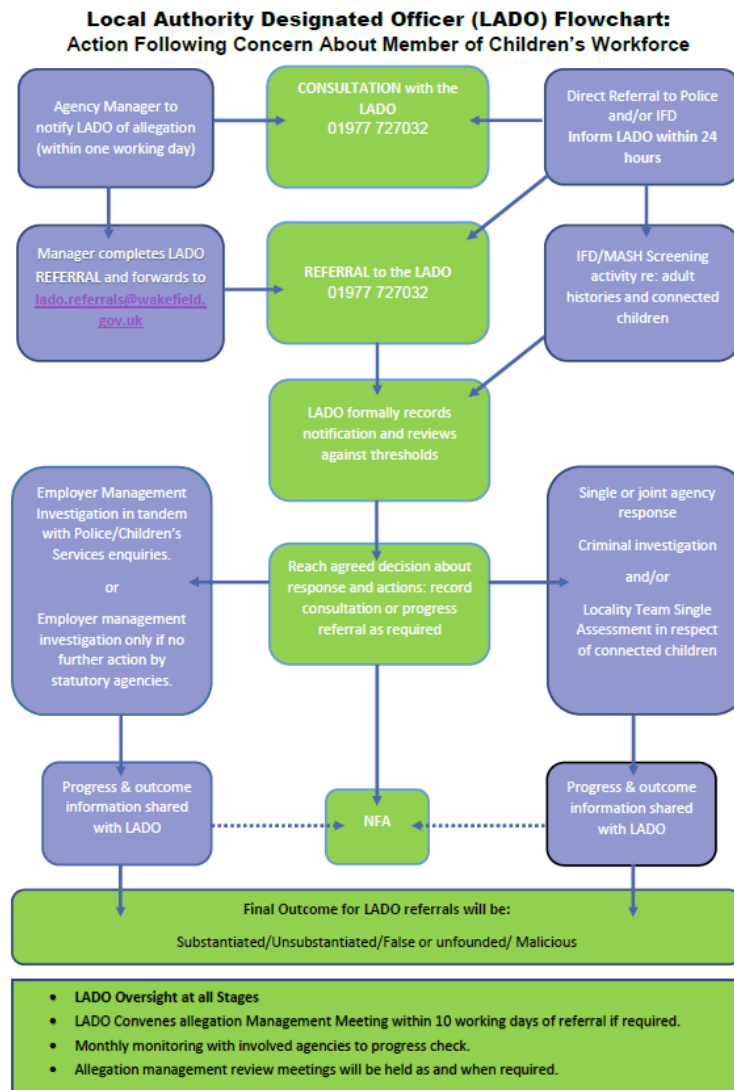 Local Authority Designated Officer (LADO) Flowchart:
Action Following Concern About Member of Children's Workforce
Agency Manager to
notify LADO of allegation
(within one working day)
CONSULTATION with the
LADO
01977 727032
Direct Referral to Police
and/or IFD
Inform LADO within 24
hours
Manager completes LADO
REFERRAL and forwards to
lado.referrals@wakefield.
gov.uk
REFERRAL to the LADO
01977 727032
IFD/MASH Screening
activity re: adult
histories and connected
children
LADO formally records
notification and reviews
against thresholds
Employer Management
Investigation in tandem
with Police/Children's
Services enquiries.
or
Employer management
investigation only if no
further action by
statutory agencies.
Reach agreed decision about
response and actions: record
consultation or progress
referral as required
Single or joint agency
response
Criminal investigation
and/or
Locality Team Single
Assessment in respect
of connected children
Progress & outcome
information shared
with LADO
NFA
Progress & outcome
information shared
with LADO
Final Outcome for LADO referrals will be:
Substantiated/Unsubstantiated/False or unfounded/ Malicious
• LADO Oversight at all Stages
• LADO Convenes allegation Management Meeting within 10 working days of referral if required.
• Monthly monitoring with involved agencies to progress check.
• Allegation management review meetings will be held as and when required.